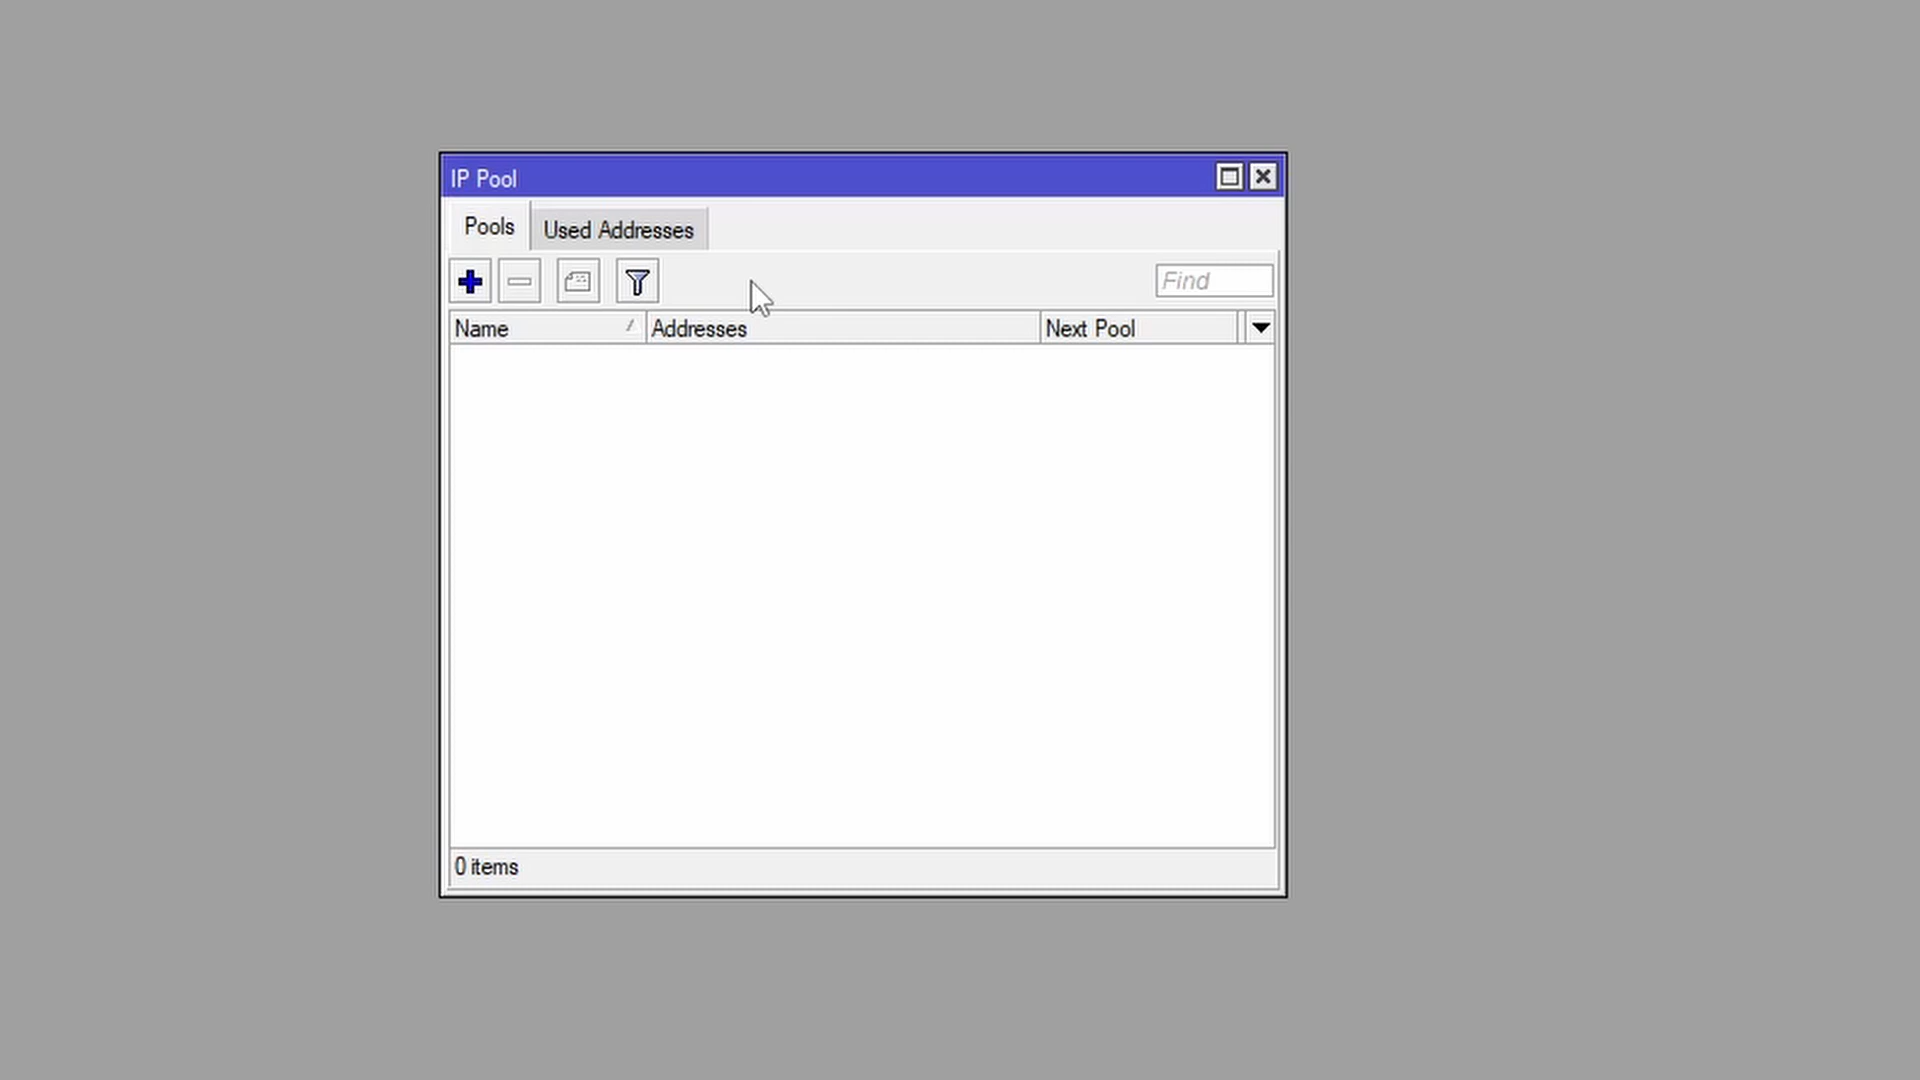 IP Pool
Pools Used Addresses
Find
Name Addresses Next Pool
0 items